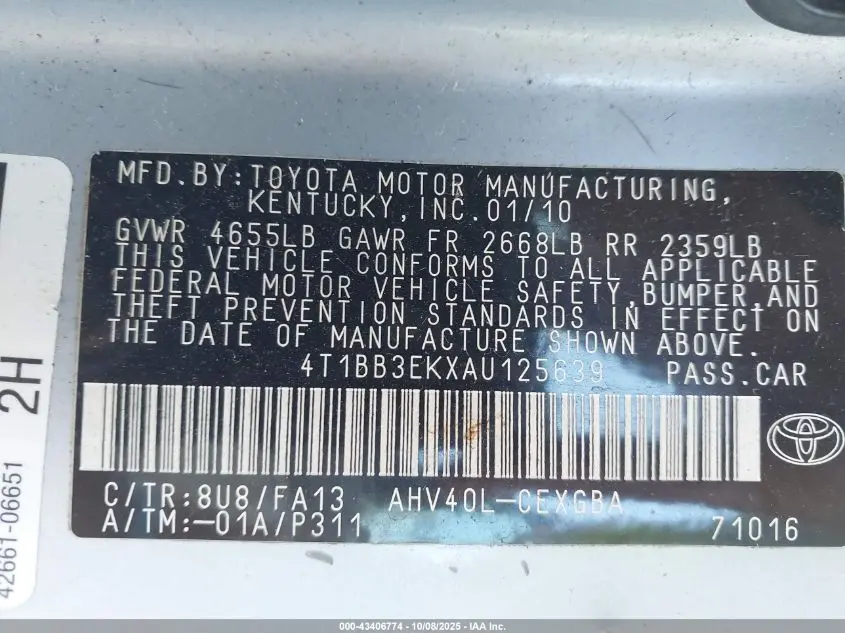 MFD.BY:TOYOTA MOTOR MANUFACTURING,
KENTUCKY,INC.01/10
GVWR 4655LB GAWR FR 2668LB RR 2359LB
THIS VEHICLE CONFORMS TO ALL APPLICABLE
FEDERAL MOTOR VEHICLE SAFETY,BUMPER,AND
THEFT PREVENTION STANDARDS IN EFFECT ON
THE DATE OF MANUFACTURE SHOWN ABOVE.
4T1BB3EKXAU125639 PASS.CAR
C/TR:8U8/FA13 AHV40L-CEXGBA
A/TM:-01A/P311 71016
42661-06651 2H
000-43406774 | 10/08/2025 - IAA Inc.